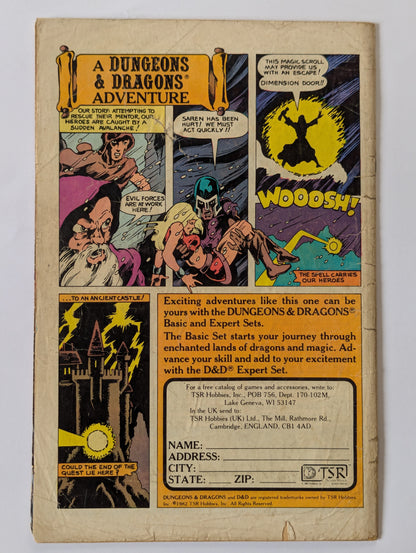 A DUNGEONS
& DRAGONS®
ADVENTURE
OUR STORY: ATTEMPTING TO
RESCUE THEIR MENTOR, OUR
HEROES ARE CAUGHT BY A
SUDDEN AVALANCHE!
EVIL FORCES
ARE AT WORK
HERE!
SAREN HAS BEEN
HURT! WE MUST
ACT QUICKLY!!
THIS MAGIC SCROLL
MAY PROVIDE US
WITH AN ESCAPE!
DIMENSION DOOR!!
WOOOSH!
THE SPELL CARRIES
OUR HEROES
...TO AN ANCIENT CASTLE!
COULD THE END OF THE
QUEST LIE HERE?
Exciting adventures like this one can be
yours with the DUNGEONS & DRAGONS®
Basic and Expert Sets.
The Basic Set starts your journey through
enchanted lands of dragons and magic. Ad-
vance your skill and add to your excitement
with the D&D® Expert Set.
For a free catalog of games and accessories, write to:
TSR Hobbies, Inc., POB 756, Dept. 170-102M,
Lake Geneva, WI 53147
In the UK send to:
TSR Hobbies (UK) Ltd., The Mill, Rathmore Rd.,
Cambridge, ENGLAND, CB1 4AD.
NAME:
ADDRESS:
CITY:
STATE: ZIP:
TSR
DUNGEONS & DRAGONS and D&D are registered trademarks owned by TSR Hobbies,
Inc. ©1982 TSR Hobbies, Inc. All Rights Reserved.